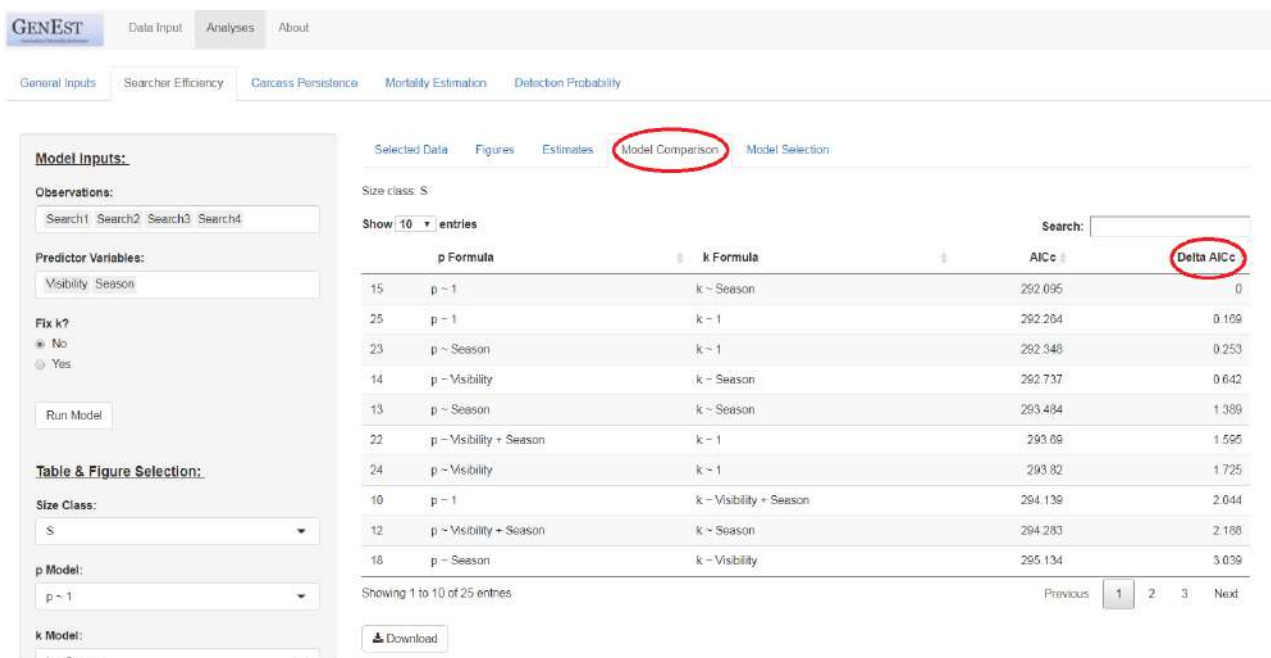 GENEST
Data Input Analyses About
General Inputs Searcher Efficiency Carcass Persistence Mortality Estimation Detection Probability
Model Inputs:
Observations:
Search1 Search2 Search3 Search4
Predictor Variables:
Visibility Season
Fix k?
No
Yes
Run Model
Table & Figure Selection:
Size Class:
S
p Model:
p ~ 1
k Model:
Selected Data Figures Estimates Model Comparison Model Selection
Size class: S
Show 10 entries Search:
p Formula k Formula AICc Delta AICc
15 p ~ 1 k ~ Season 292.095 0
25 p ~ 1 k ~ 1 292.264 0.169
23 p ~ Season k ~ 1 292.348 0.253
14 p ~ Visibility k ~ Season 292.737 0.642
13 p ~ Season k ~ Season 293.484 1.389
22 p ~ Visibility + Season k ~ 1 293.69 1.595
24 p ~ Visibility k ~ 1 293.82 1.725
10 p ~ 1 k ~ Visibility + Season 294.139 2.044
12 p ~ Visibility + Season k ~ Season 294.283 2.188
18 p ~ Season k ~ Visibility 295.134 3.039
Showing 1 to 10 of 25 entries Previous 1 2 3 Next
Download